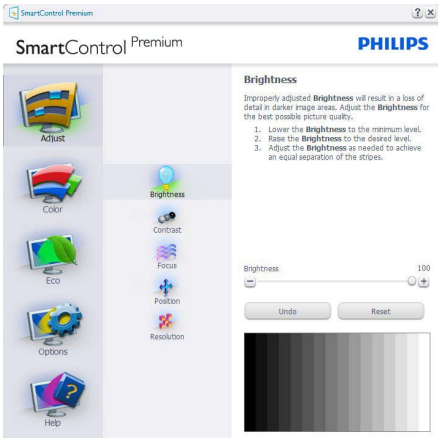 SmartControl Premium
? ×
SmartControl Premium
PHILIPS
Adjust
Color
Eco
Options
Help
Brightness
Contrast
Focus
Position
Resolution
Brightness
Improperly adjusted Brightness will result in a loss of
detail in darker image areas. Adjust the Brightness for
the best possible picture quality.
1. Lower the Brightness to the minimum level.
2. Raise the Brightness to the desired level.
3. Adjust the Brightness as needed to achieve
an equal separation of the stripes.
Brightness 100
Undo Reset